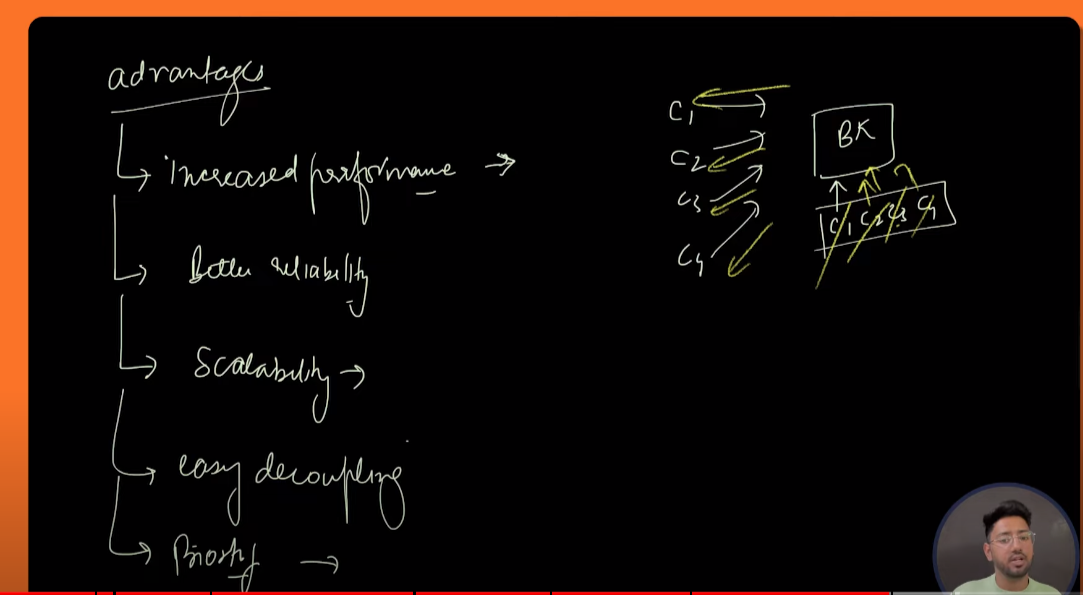 advantages
increased performance →
C1
C2
C3
C4
BK
C1 C2 C3 C4
Better reliability
Scalability →
easy decoupling
Priority →